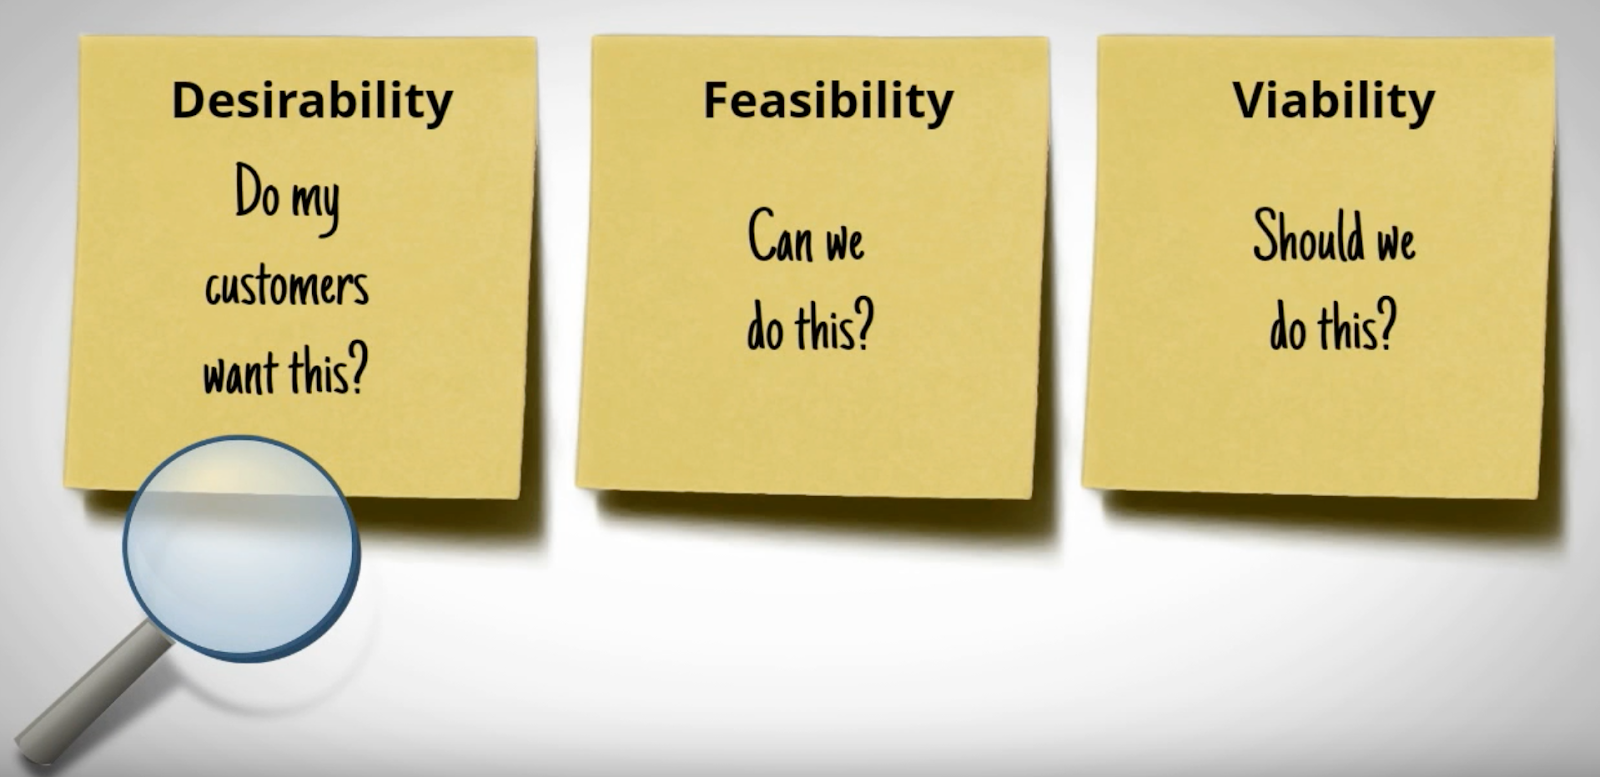 Desirability
Do my
customers
want this?
Feasibility
Can we
do this?
Viability
Should we
do this?